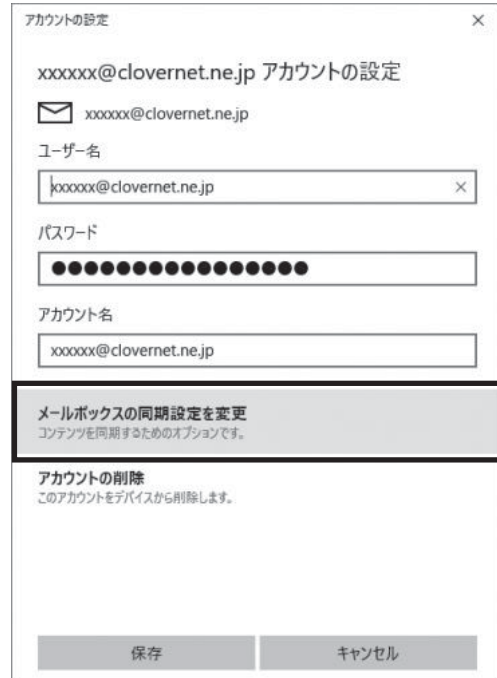 アカウントの設定
xxxxxx@clovernet.ne.jp アカウントの設定
xxxxxx@clovernet.ne.jp
ユーザー名
xxxxxx@clovernet.ne.jp
パスワード
●●●●●●●●●●●●●●●●
アカウント名
xxxxxx@clovernet.ne.jp
メールボックスの同期設定を変更
コンテンツを同期するためのオプションです。
アカウントの削除
このアカウントをデバイスから削除します。
保存 キャンセル